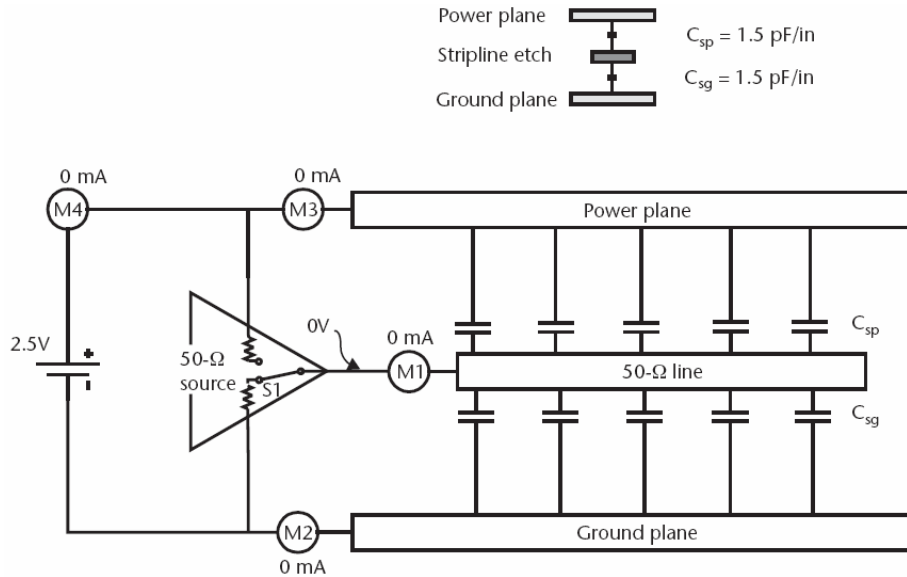 Power plane
C_sp = 1.5 pF/in
Stripline etch
C_sg = 1.5 pF/in
Ground plane
0 mA
0 mA
M4
M3
Power plane
C_sp
0V
0 mA
2.5V
+
-
50-Ω
source
S1
M1
50-Ω line
C_sg
M2
Ground plane
0 mA